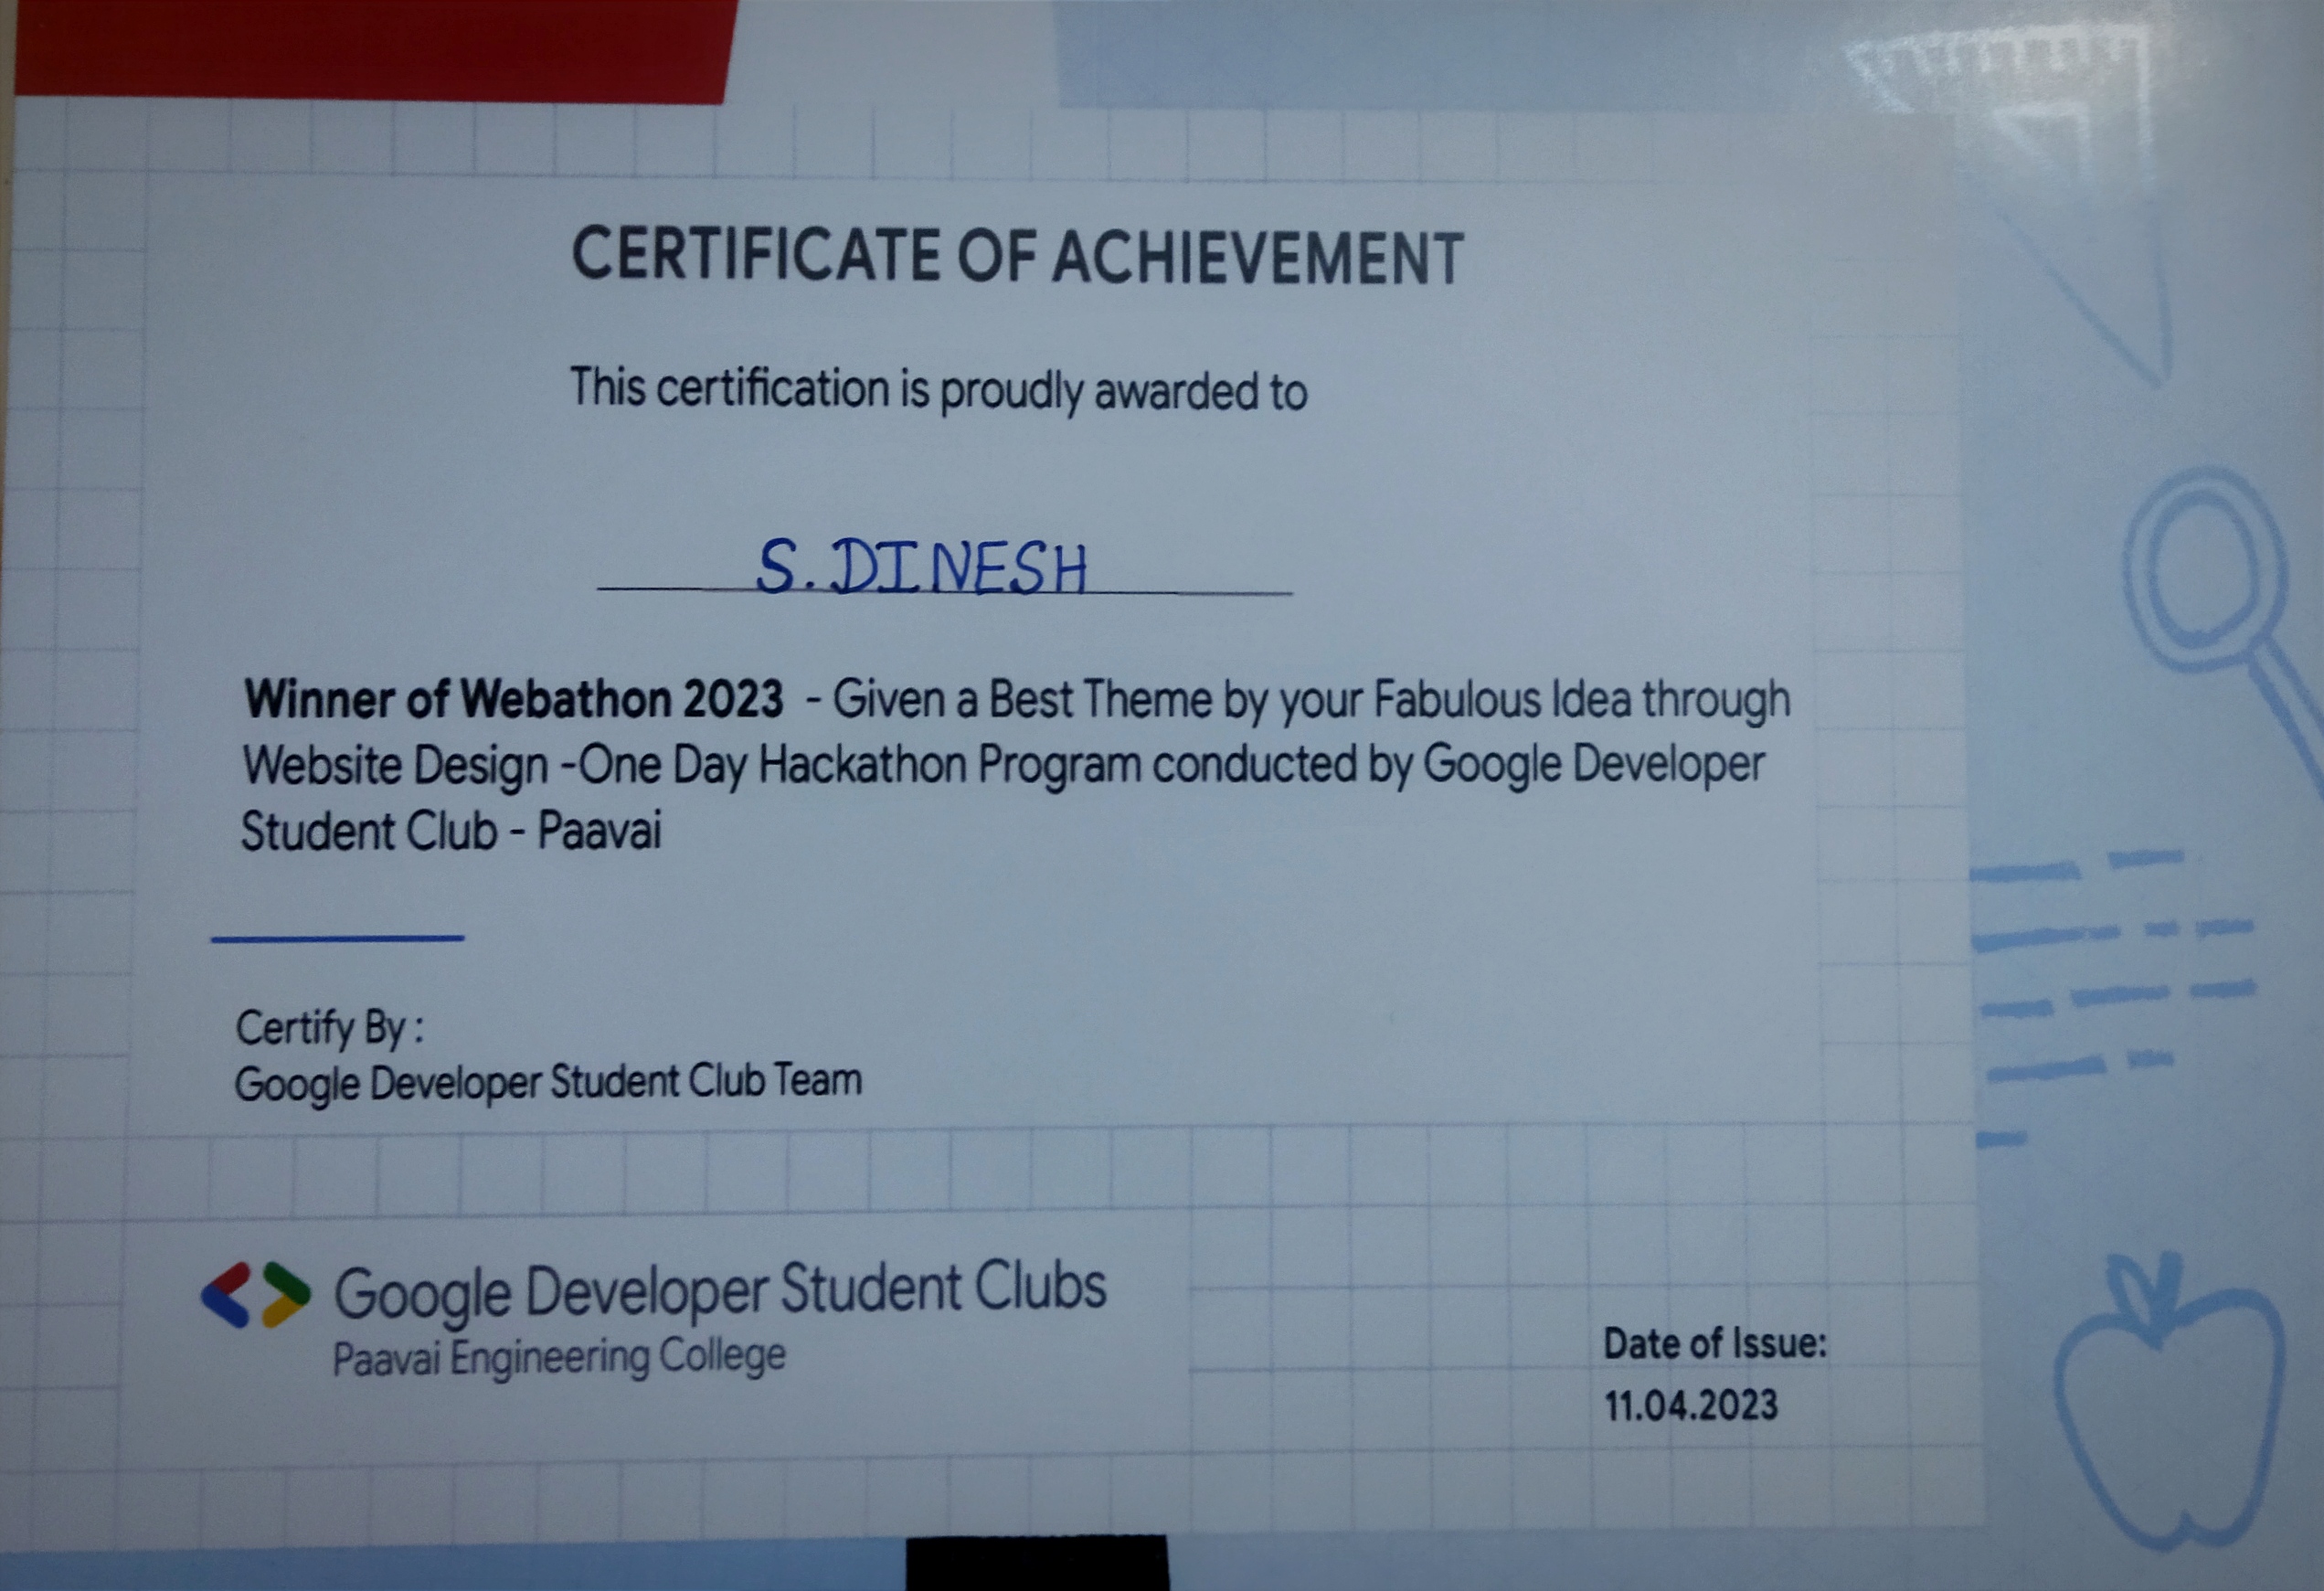 CERTIFICATE OF ACHIEVEMENT
This certification is proudly awarded to
S. DINESH
Winner of Webathon 2023 - Given a Best Theme by your Fabulous Idea through
Website Design -One Day Hackathon Program conducted by Google Developer
Student Club - Paavai
Certify By :
Google Developer Student Club Team
Google Developer Student Clubs
Paavai Engineering College
Date of Issue:
11.04.2023